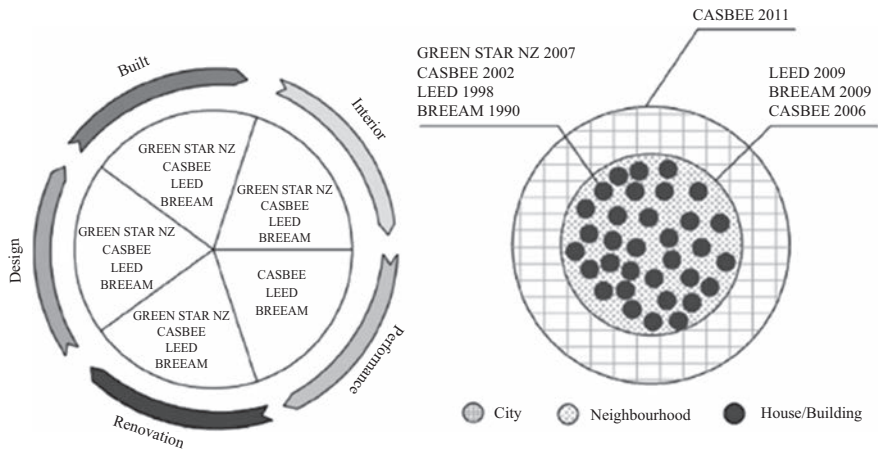 Built
Interior
Performance
Renovation
Design
GREEN STAR NZ
CASBEE
LEED
BREEAM
GREEN STAR NZ
CASBEE
LEED
BREEAM
CASBEE
LEED
BREEAM
GREEN STAR NZ
CASBEE
LEED
BREEAM
GREEN STAR NZ
CASBEE
LEED
BREEAM
CASBEE 2011
GREEN STAR NZ 2007
CASBEE 2002
LEED 1998
BREEAM 1990
LEED 2009
BREEAM 2009
CASBEE 2006
City
Neighbourhood
House/Building